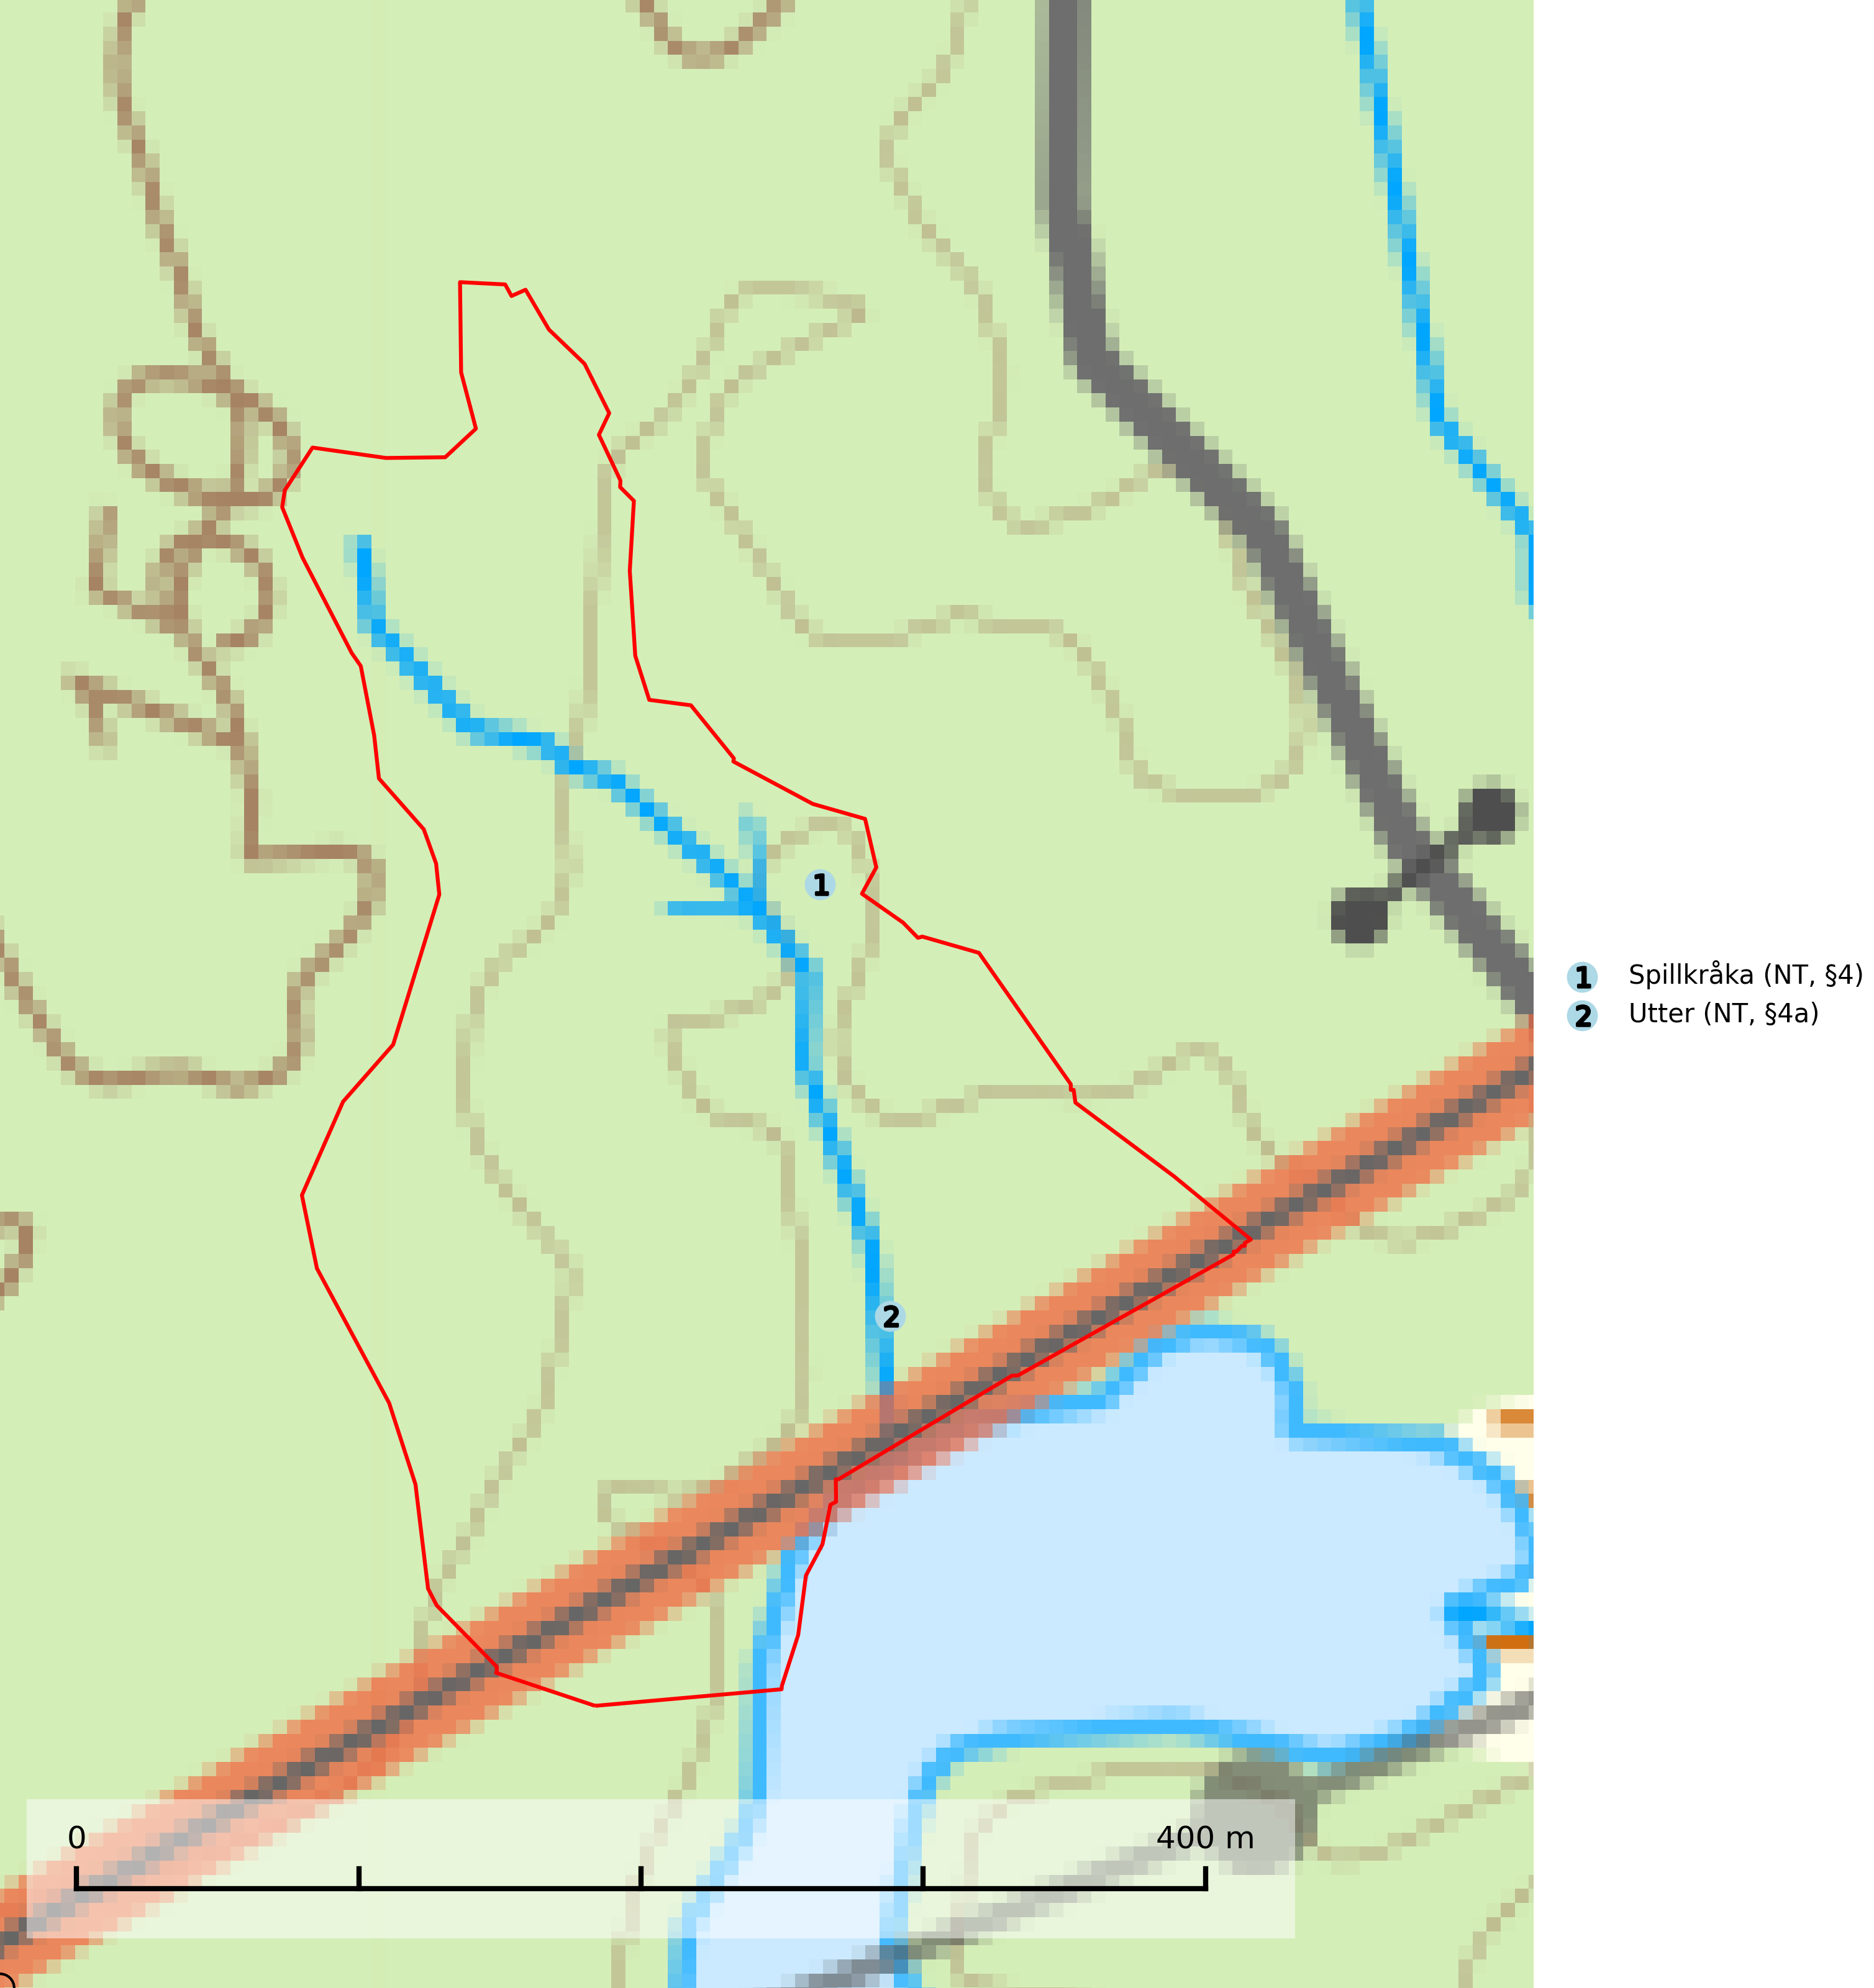 1
1 Spillkråka (NT, §4)
2 Utter (NT, §4a)
2
0 400 m